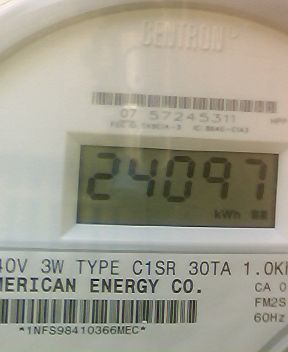 CENTRON
07 57245311
24097
kWh
40V 3W TYPE C1SR 30TA 1.0K
MERICAN ENERGY CO.
CA 0
FM2S
60Hz
*1NFS98410366MEC*